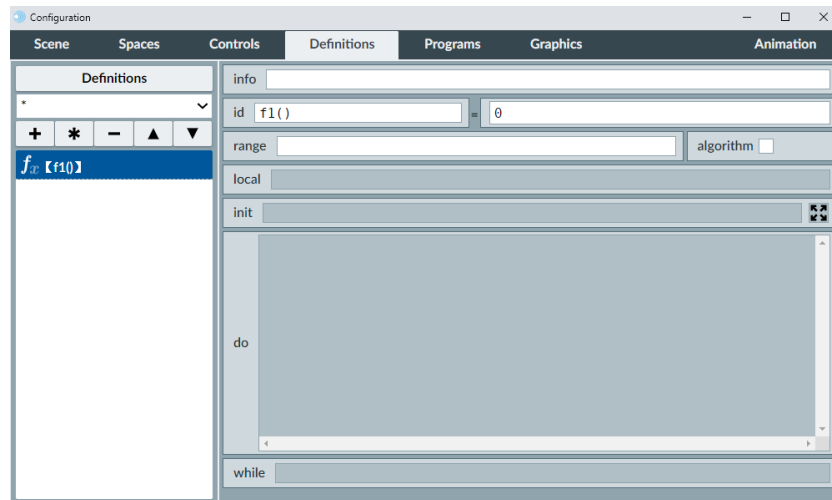 Configuration
Scene Spaces Controls Definitions Programs Graphics Animation
Definitions
*
+ * − ▲ ▼
fx【f1()】
info
id f1() = 0
range algorithm
local
init
do
while